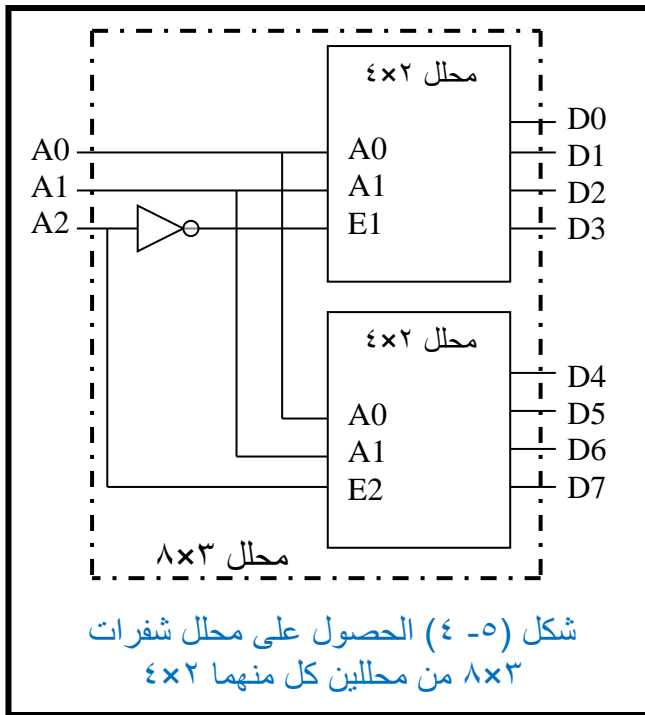 محلل ٢×٤
D0
A0 A0 D1
A1 A1 D2
A2 E1 D3
محلل ٢×٤
D4
A0 D5
A1 D6
E2 D7
محلل ٣×٨
شكل (٥- ٤) الحصول على محلل شفرات
٣×٨ من محللين كل منهما ٢×٤